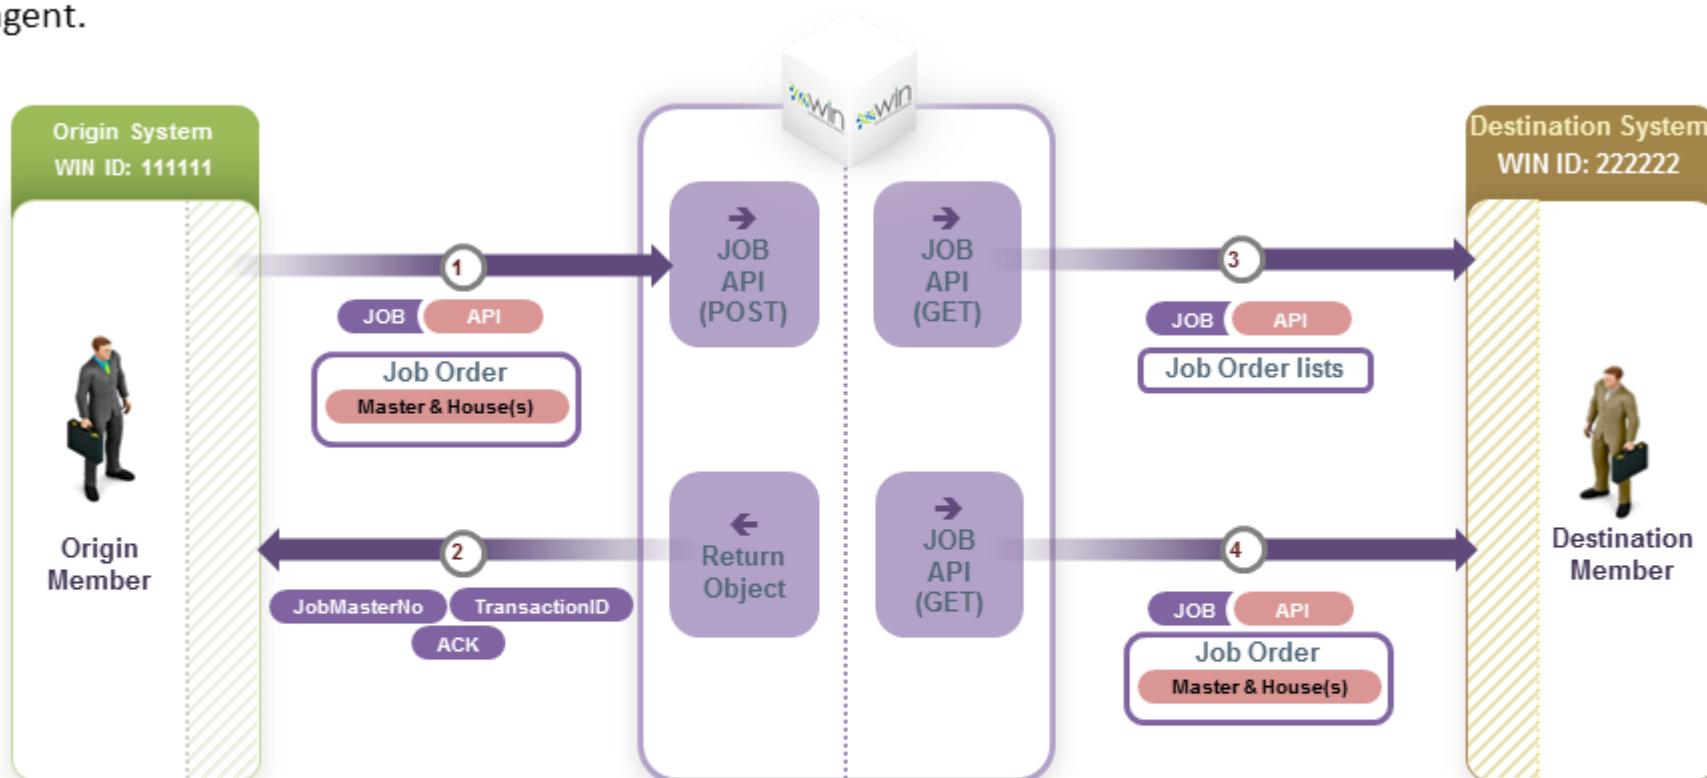 agent.
win win
Origin System
WIN ID: 111111
Destination System
WIN ID: 222222
➔
JOB
API
(POST)
➔
JOB
API
(GET)
1
JOB API
Job Order
Master & House(s)
3
JOB API
Job Order lists
Origin
Member
2
JobMasterNo TransactionID
ACK
Return
Object
JOB
API
(GET)
4
JOB API
Job Order
Master & House(s)
Destination
Member